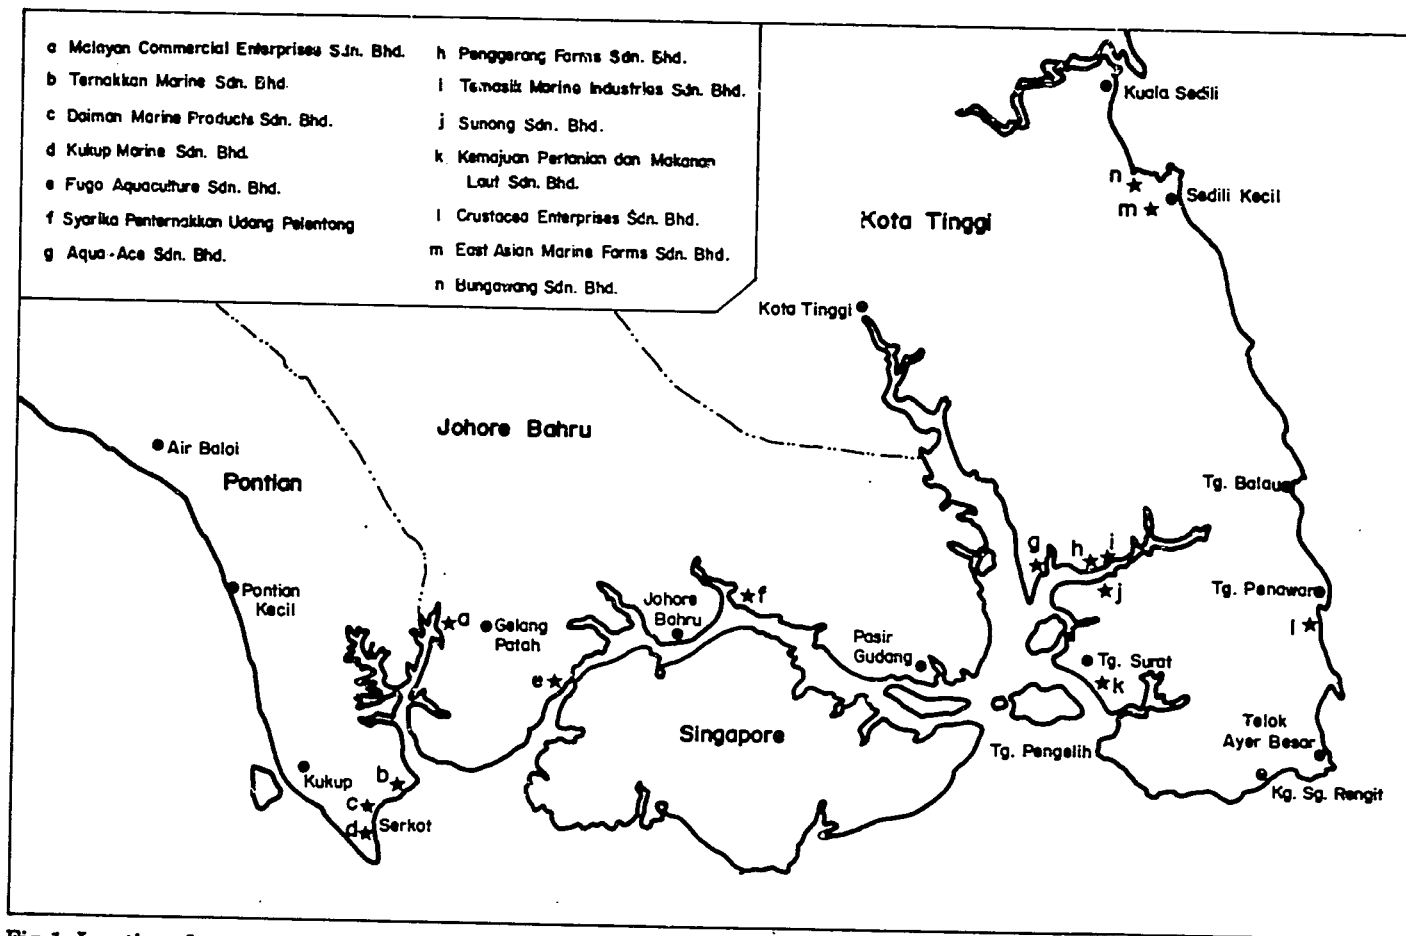 a Malayan Commercial Enterprises Sdn. Bhd.
b Ternakkan Marine Sdn. Bhd.
c Daiman Marine Products Sdn. Bhd.
d Kukup Marine Sdn. Bhd.
e Fugo Aquaculture Sdn. Bhd.
f Syarika Penternakkan Udang Pelentong
g Aqua-Ace Sdn. Bhd.
h Penggerang Farms Sdn. Bhd.
i Temasik Marine Industries Sdn. Bhd.
j Sunong Sdn. Bhd.
k Kemajuan Pertanian dan Makanan
Laut Sdn. Bhd.
l Crustacea Enterprises Sdn. Bhd.
m East Asian Marine Farms Sdn. Bhd.
n Bungawang Sdn. Bhd.
Kuala Sedili
n
Sedili Kecil
m
Kota Tinggi
Kota Tinggi
Johore Bahru
Air Baloi
Pontian
Tg. Balau
g
h
i
j
Pontian
Kecil
Tg. Penawar
l
a
Gelang
Patah
Johore
Bahru
f
Pasir
Gudang
Tg. Surat
k
e
Singapore
Tg. Pengelih
Telok
Ayer Besar
Kg. Sg. Rengit
Kukup
b
c
d
Serkat